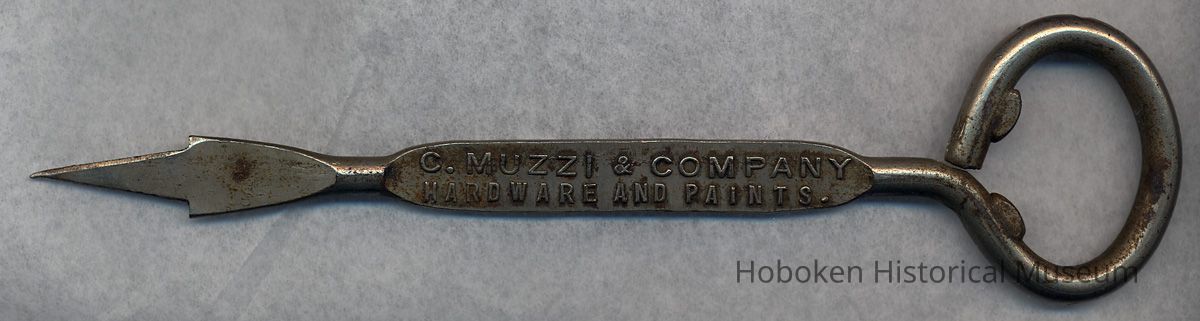 C. MUZZI & COMPANY
HARDWARE AND PAINTS.
Hoboken Historical Museum